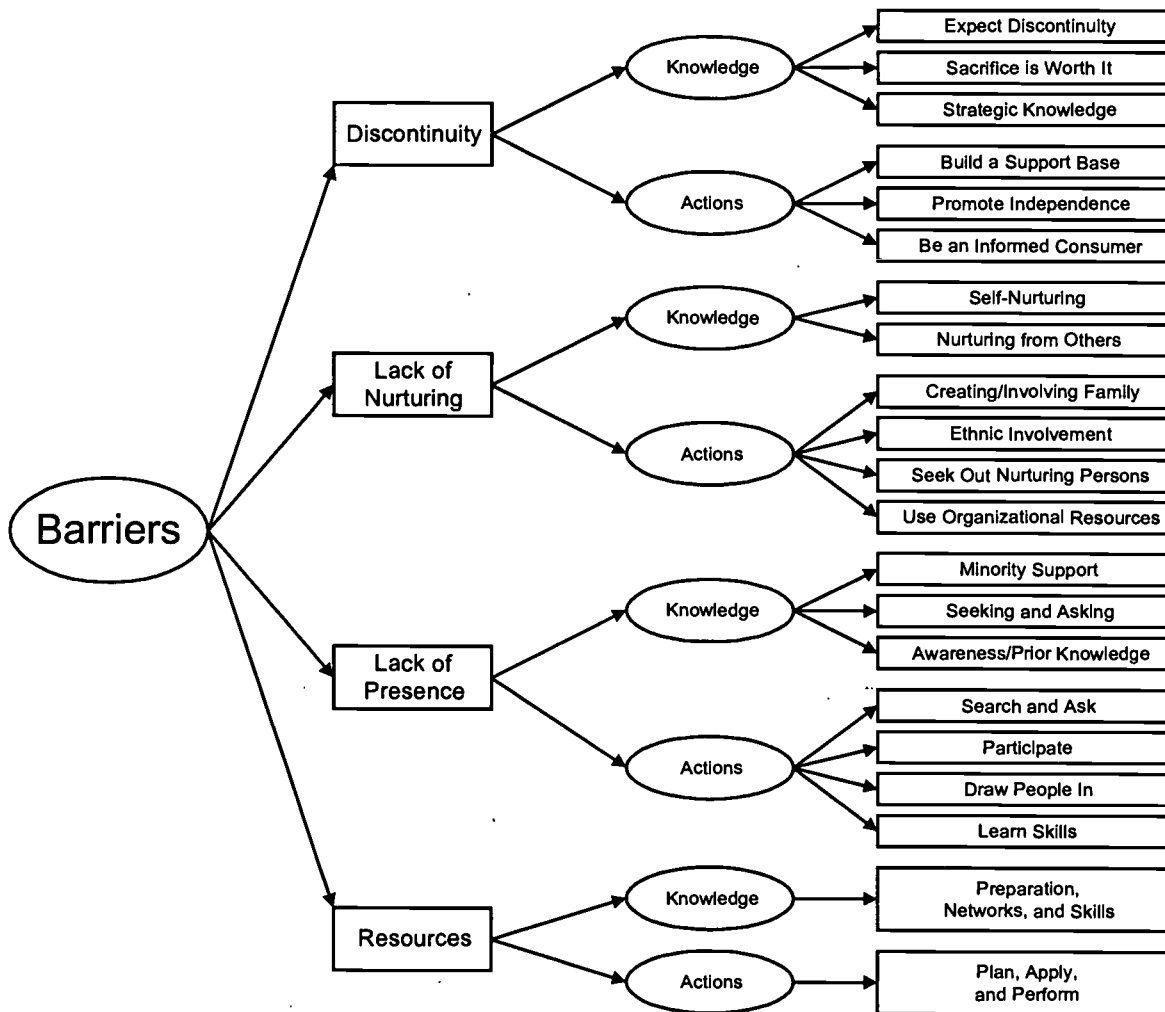 Barriers
Discontinuity
Knowledge
Expect Discontinuity
Sacrifice is Worth It
Strategic Knowledge
Actions
Build a Support Base
Promote Independence
Be an Informed Consumer
Lack of
Nurturing
Knowledge
Self-Nurturing
Nurturing from Others
Actions
Creating/Involving Family
Ethnic Involvement
Seek Out Nurturing Persons
Use Organizational Resources
Lack of
Presence
Knowledge
Minority Support
Seeking and Asking
Awareness/Prior Knowledge
Actions
Search and Ask
Participate
Draw People In
Learn Skills
Resources
Knowledge
Preparation,
Networks, and Skills
Actions
Plan, Apply,
and Perform